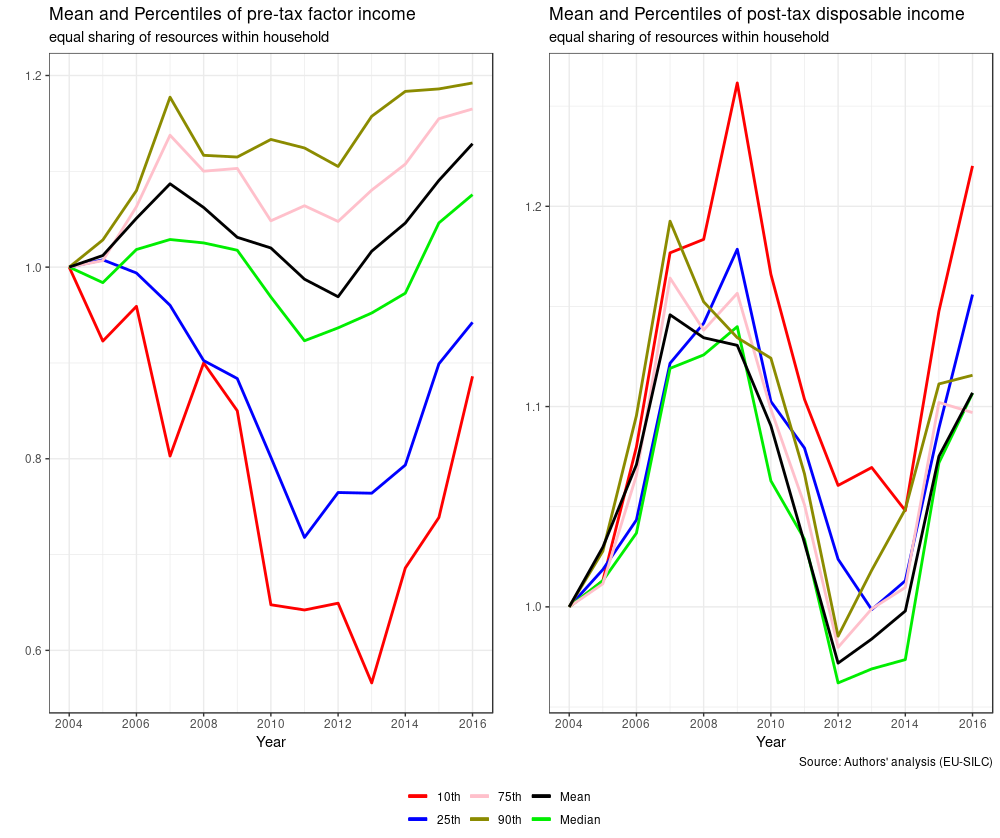 Mean and Percentiles of pre-tax factor income
equal sharing of resources within household
1.2
1.0
0.8
0.6
2004 2006 2008 2010 2012 2014 2016
Year
Mean and Percentiles of post-tax disposable income
equal sharing of resources within household
1.2
1.1
1.0
2004 2006 2008 2010 2012 2014 2016
Year
Source: Authors' analysis (EU-SILC)
10th 75th Mean
25th 90th Median